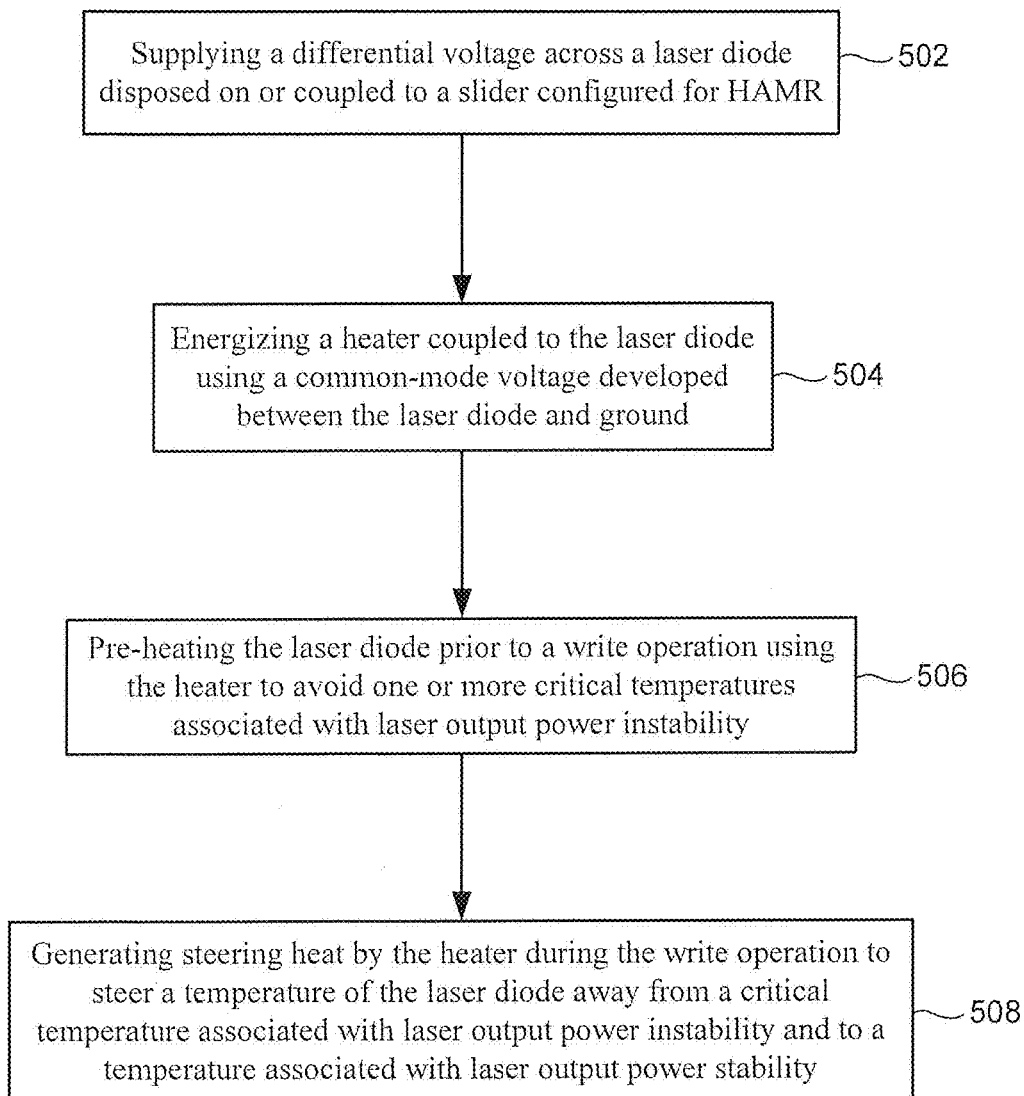 Supplying a differential voltage across a laser diode
disposed on or coupled to a slider configured for HAMR
502
Energizing a heater coupled to the laser diode
using a common-mode voltage developed
between the laser diode and ground
504
Pre-heating the laser diode prior to a write operation using
the heater to avoid one or more critical temperatures
associated with laser output power instability
506
Generating steering heat by the heater during the write operation to
steer a temperature of the laser diode away from a critical
temperature associated with laser output power instability and to a
temperature associated with laser output power stability
508